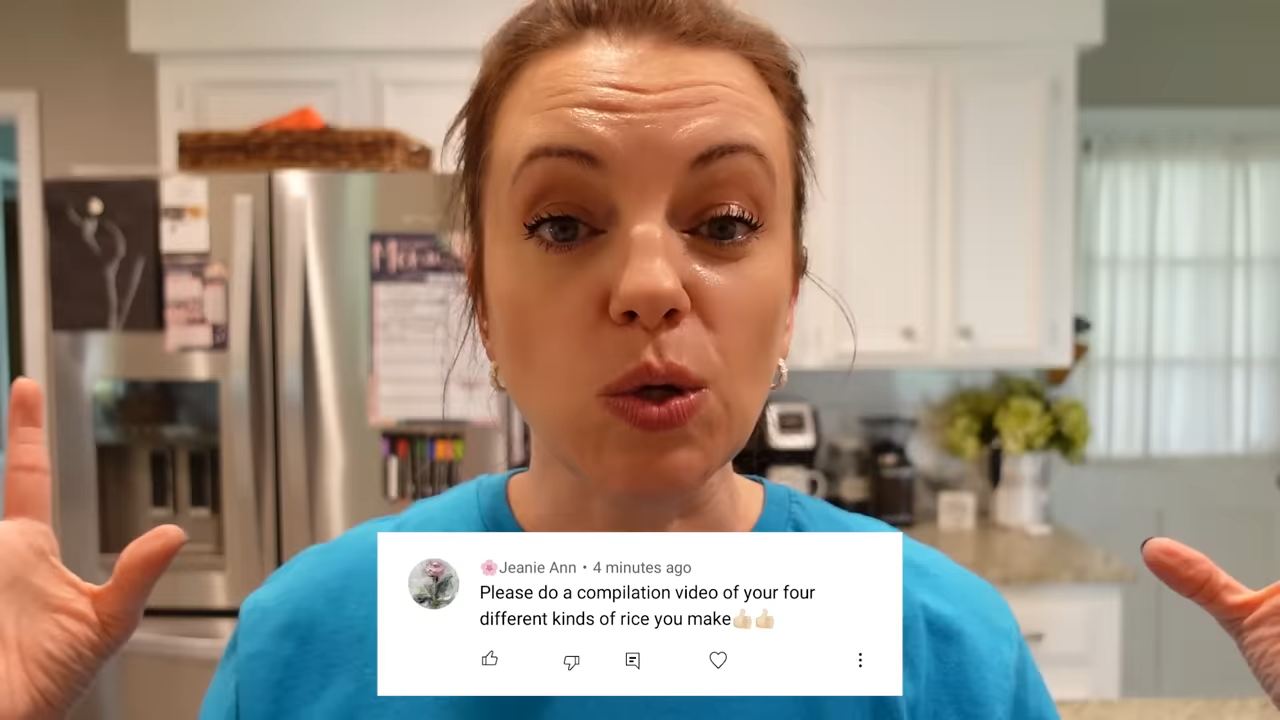 🌸Jeanie Ann • 4 minutes ago
Please do a compilation video of your four
different kinds of rice you make👍🏻👍🏻